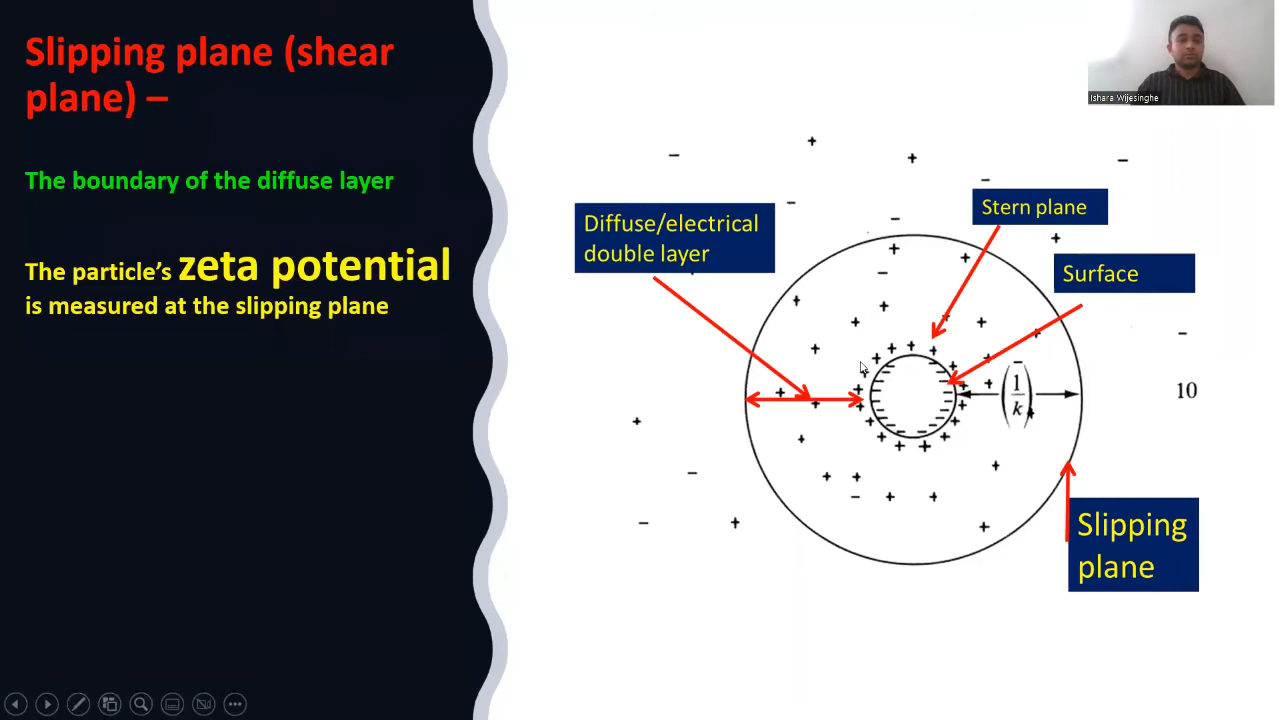 Slipping plane (shear
plane) –
The boundary of the diffuse layer
The particle's zeta potential
is measured at the slipping plane
Ishara Wijesinghe
Diffuse/electrical
double layer
Stern plane
Surface
(1/k)
10
Slipping
plane